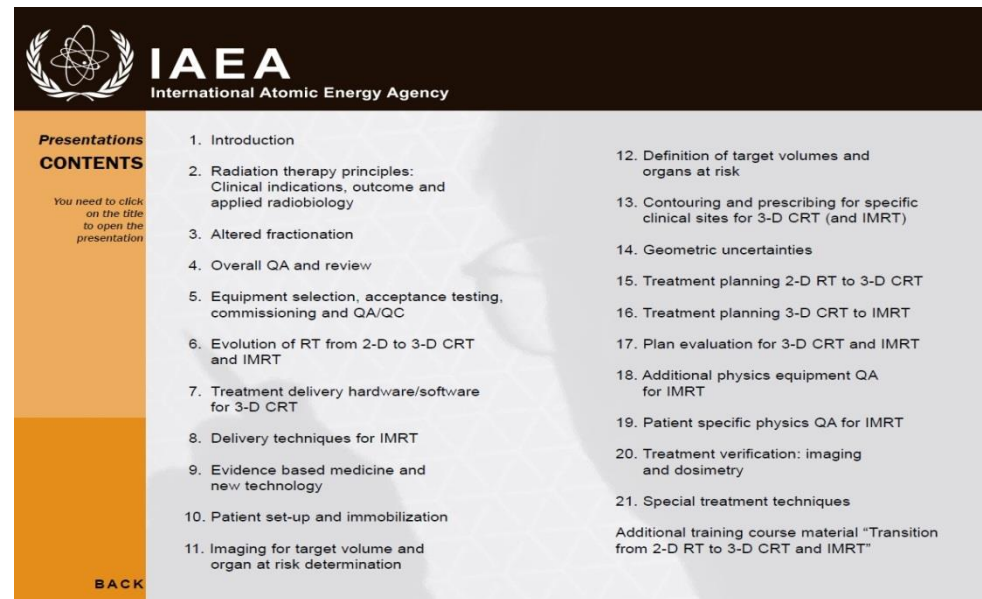 IAEA
International Atomic Energy Agency
Presentations
CONTENTS
You need to click
on the title
to open the
presentation
1. Introduction
2. Radiation therapy principles:
Clinical indications, outcome and
applied radiobiology
3. Altered fractionation
4. Overall QA and review
5. Equipment selection, acceptance testing,
commissioning and QA/QC
6. Evolution of RT from 2-D to 3-D CRT
and IMRT
7. Treatment delivery hardware/software
for 3-D CRT
8. Delivery techniques for IMRT
9. Evidence based medicine and
new technology
10. Patient set-up and immobilization
11. Imaging for target volume and
organ at risk determination
12. Definition of target volumes and
organs at risk
13. Contouring and prescribing for specific
clinical sites for 3-D CRT (and IMRT)
14. Geometric uncertainties
15. Treatment planning 2-D RT to 3-D CRT
16. Treatment planning 3-D CRT to IMRT
17. Plan evaluation for 3-D CRT and IMRT
18. Additional physics equipment QA
for IMRT
19. Patient specific physics QA for IMRT
20. Treatment verification: imaging
and dosimetry
21. Special treatment techniques
Additional training course material “Transition
from 2-D RT to 3-D CRT and IMRT”
BACK